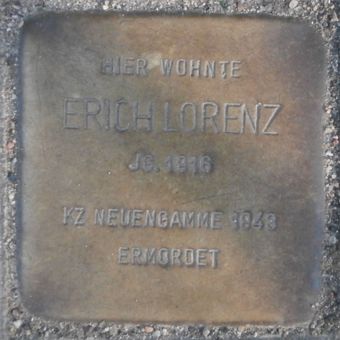 HIER WOHNTE
ERICH LORENZ
JG. 1916
KZ NEUENGAMME 1943
ERMORDET